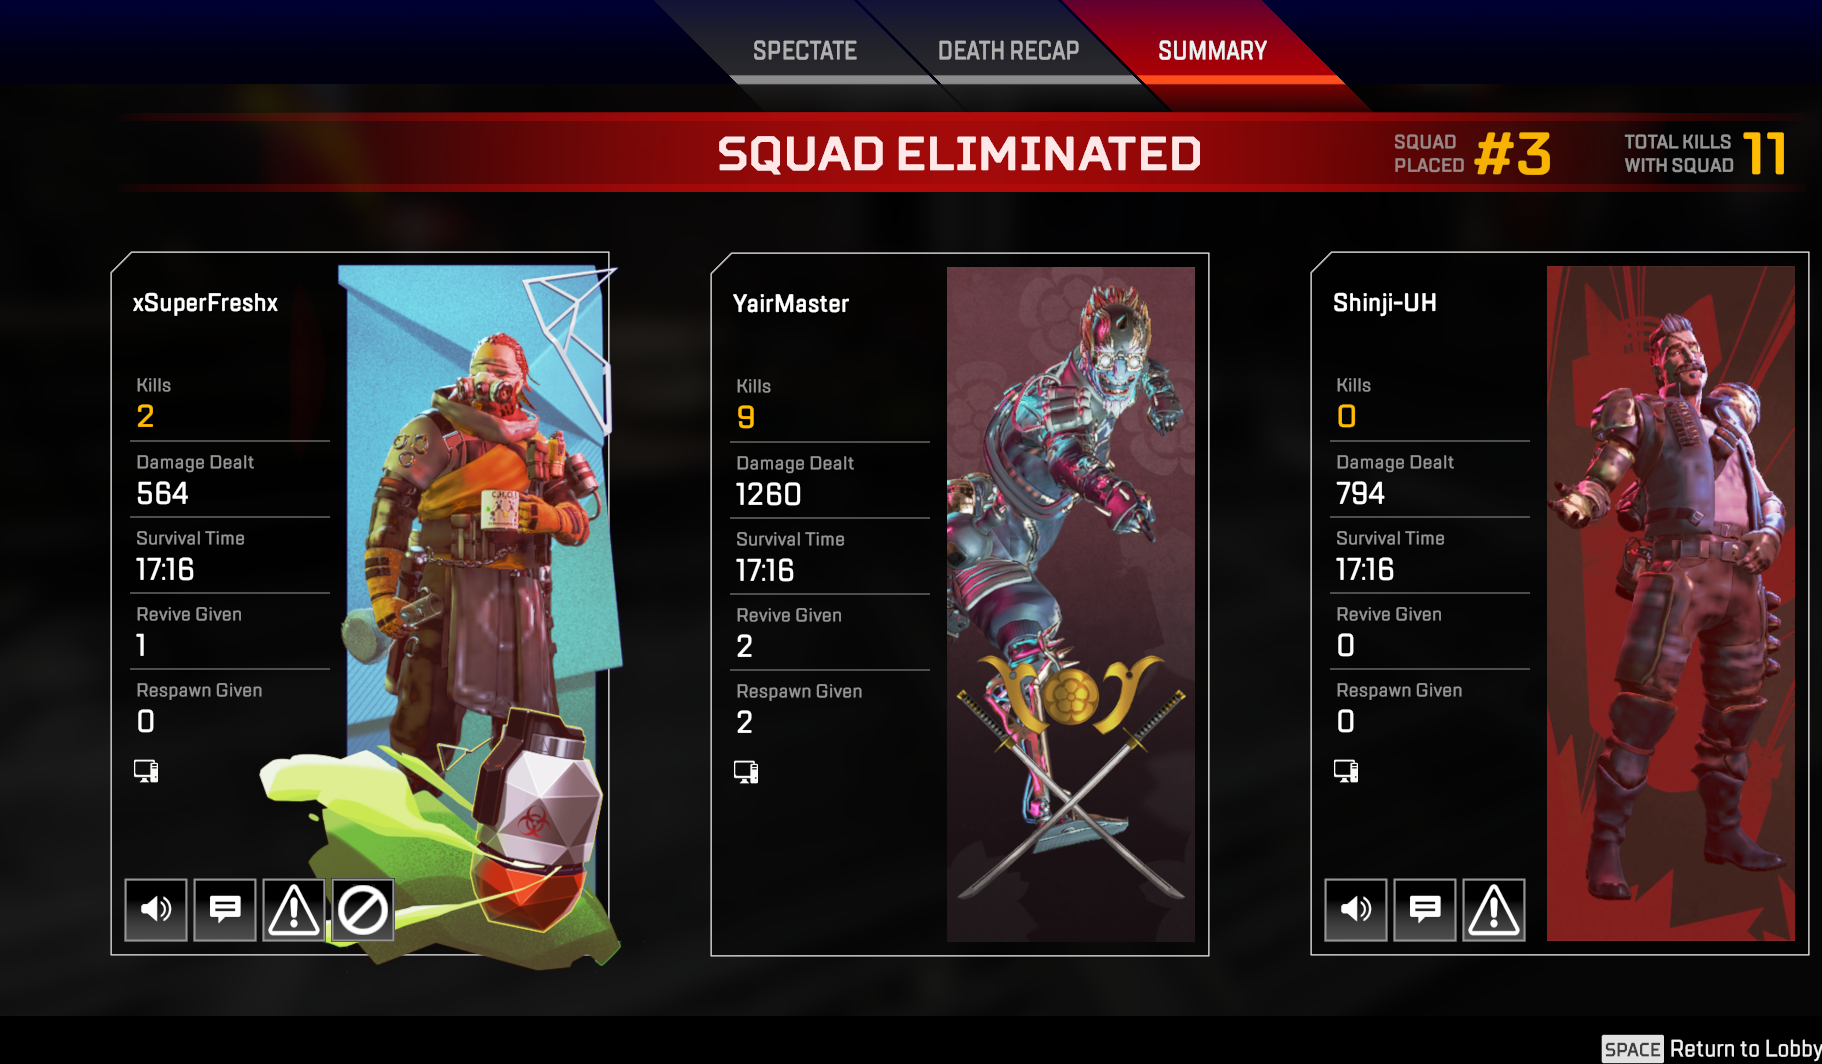 SPECTATE
DEATH RECAP
SUMMARY
SQUAD ELIMINATED
SQUAD
PLACED
#3
TOTAL KILLS
WITH SQUAD
11
xSuperFreshx
Kills
2
Damage Dealt
564
Survival Time
17:16
Revive Given
1
Respawn Given
0
YairMaster
Kills
9
Damage Dealt
1260
Survival Time
17:16
Revive Given
2
Respawn Given
2
Shinji-UH
Kills
0
Damage Dealt
794
Survival Time
17:16
Revive Given
0
Respawn Given
0
SPACE Return to Lobby